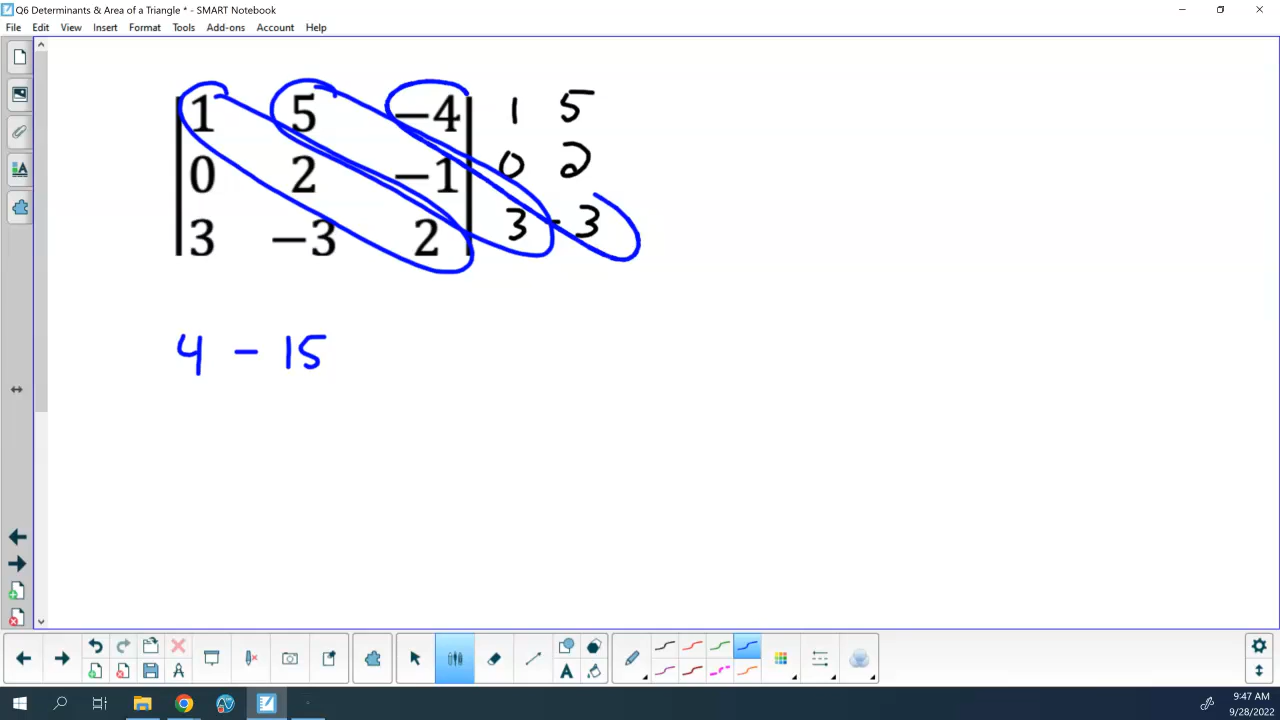 Q6 Determinants & Area of a Triangle * - SMART Notebook
File Edit View Insert Format Tools Add-ons Account Help
1 5 −4 1 5
0 2 −1 0 2
3 −3 2 3 -3
4 - 15
A
9:47 AM
9/28/2022